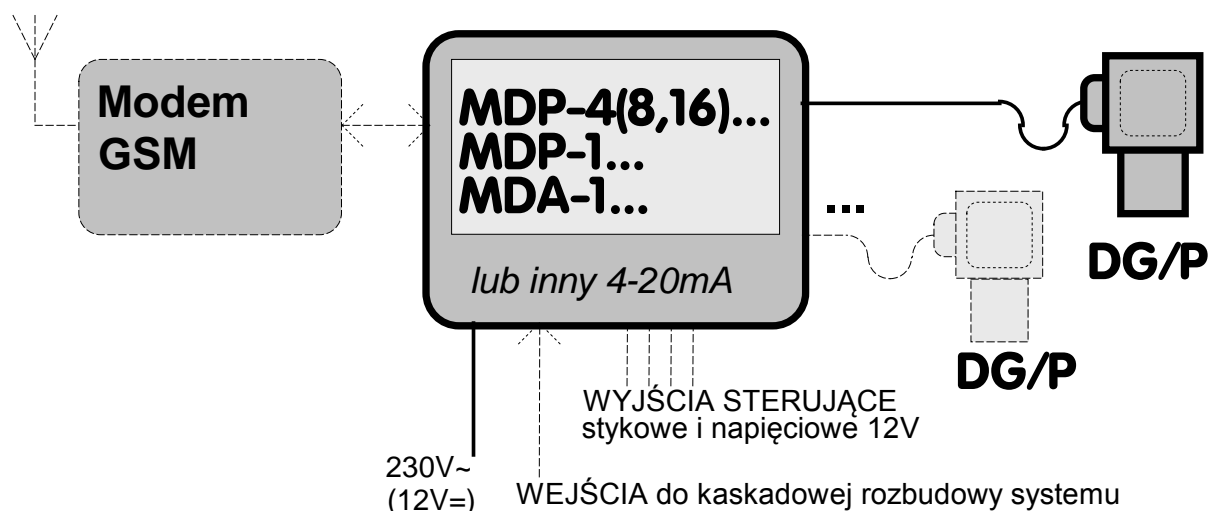 Modem
GSM
MDP-4(8,16)...
MDP-1...
MDA-1...
lub inny 4-20mA
...
DG/P
DG/P
WYJŚCIA STERUJĄCE
stykowe i napięciowe 12V
230V~
(12V=)
WEJŚCIA do kaskadowej rozbudowy systemu